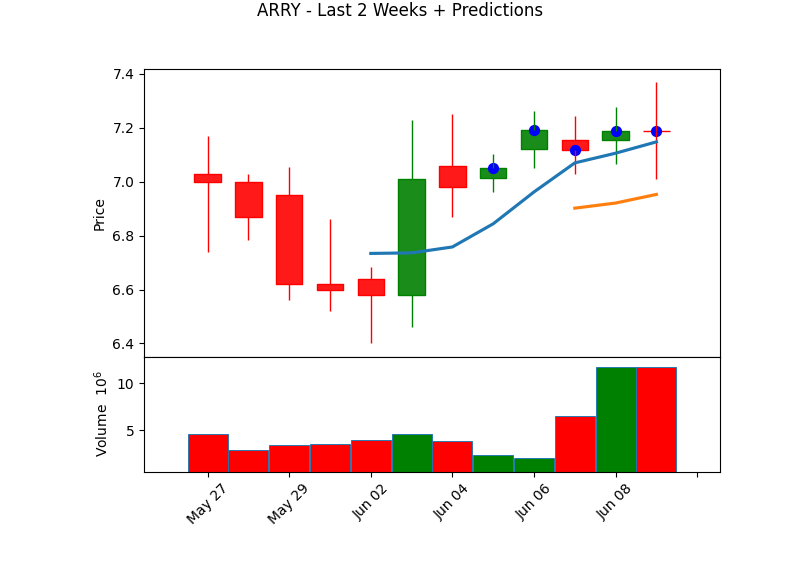 ARRY - Last 2 Weeks + Predictions
7.4
7.2
7.0
6.8
6.6
6.4
Price
10
5
Volume 10^6
May 27
May 29
Jun 02
Jun 04
Jun 06
Jun 08